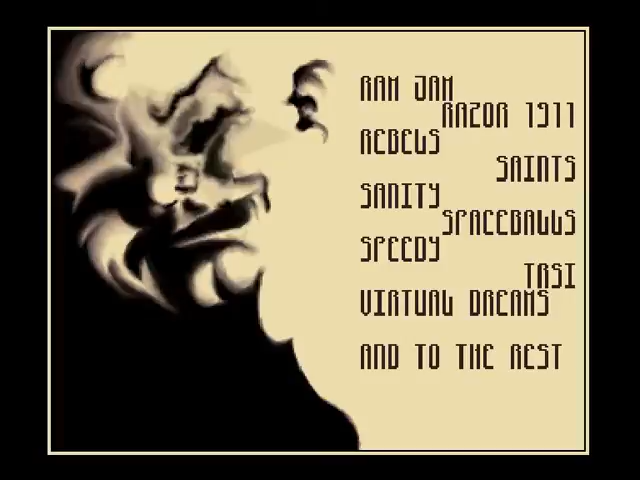 RAM JAM
RAZOR 1911
REBELS
SAINTS
SANITY
SPACEBALLS
SPEEDY
TRSI
VIRTUAL DREAMS
AND TO THE REST